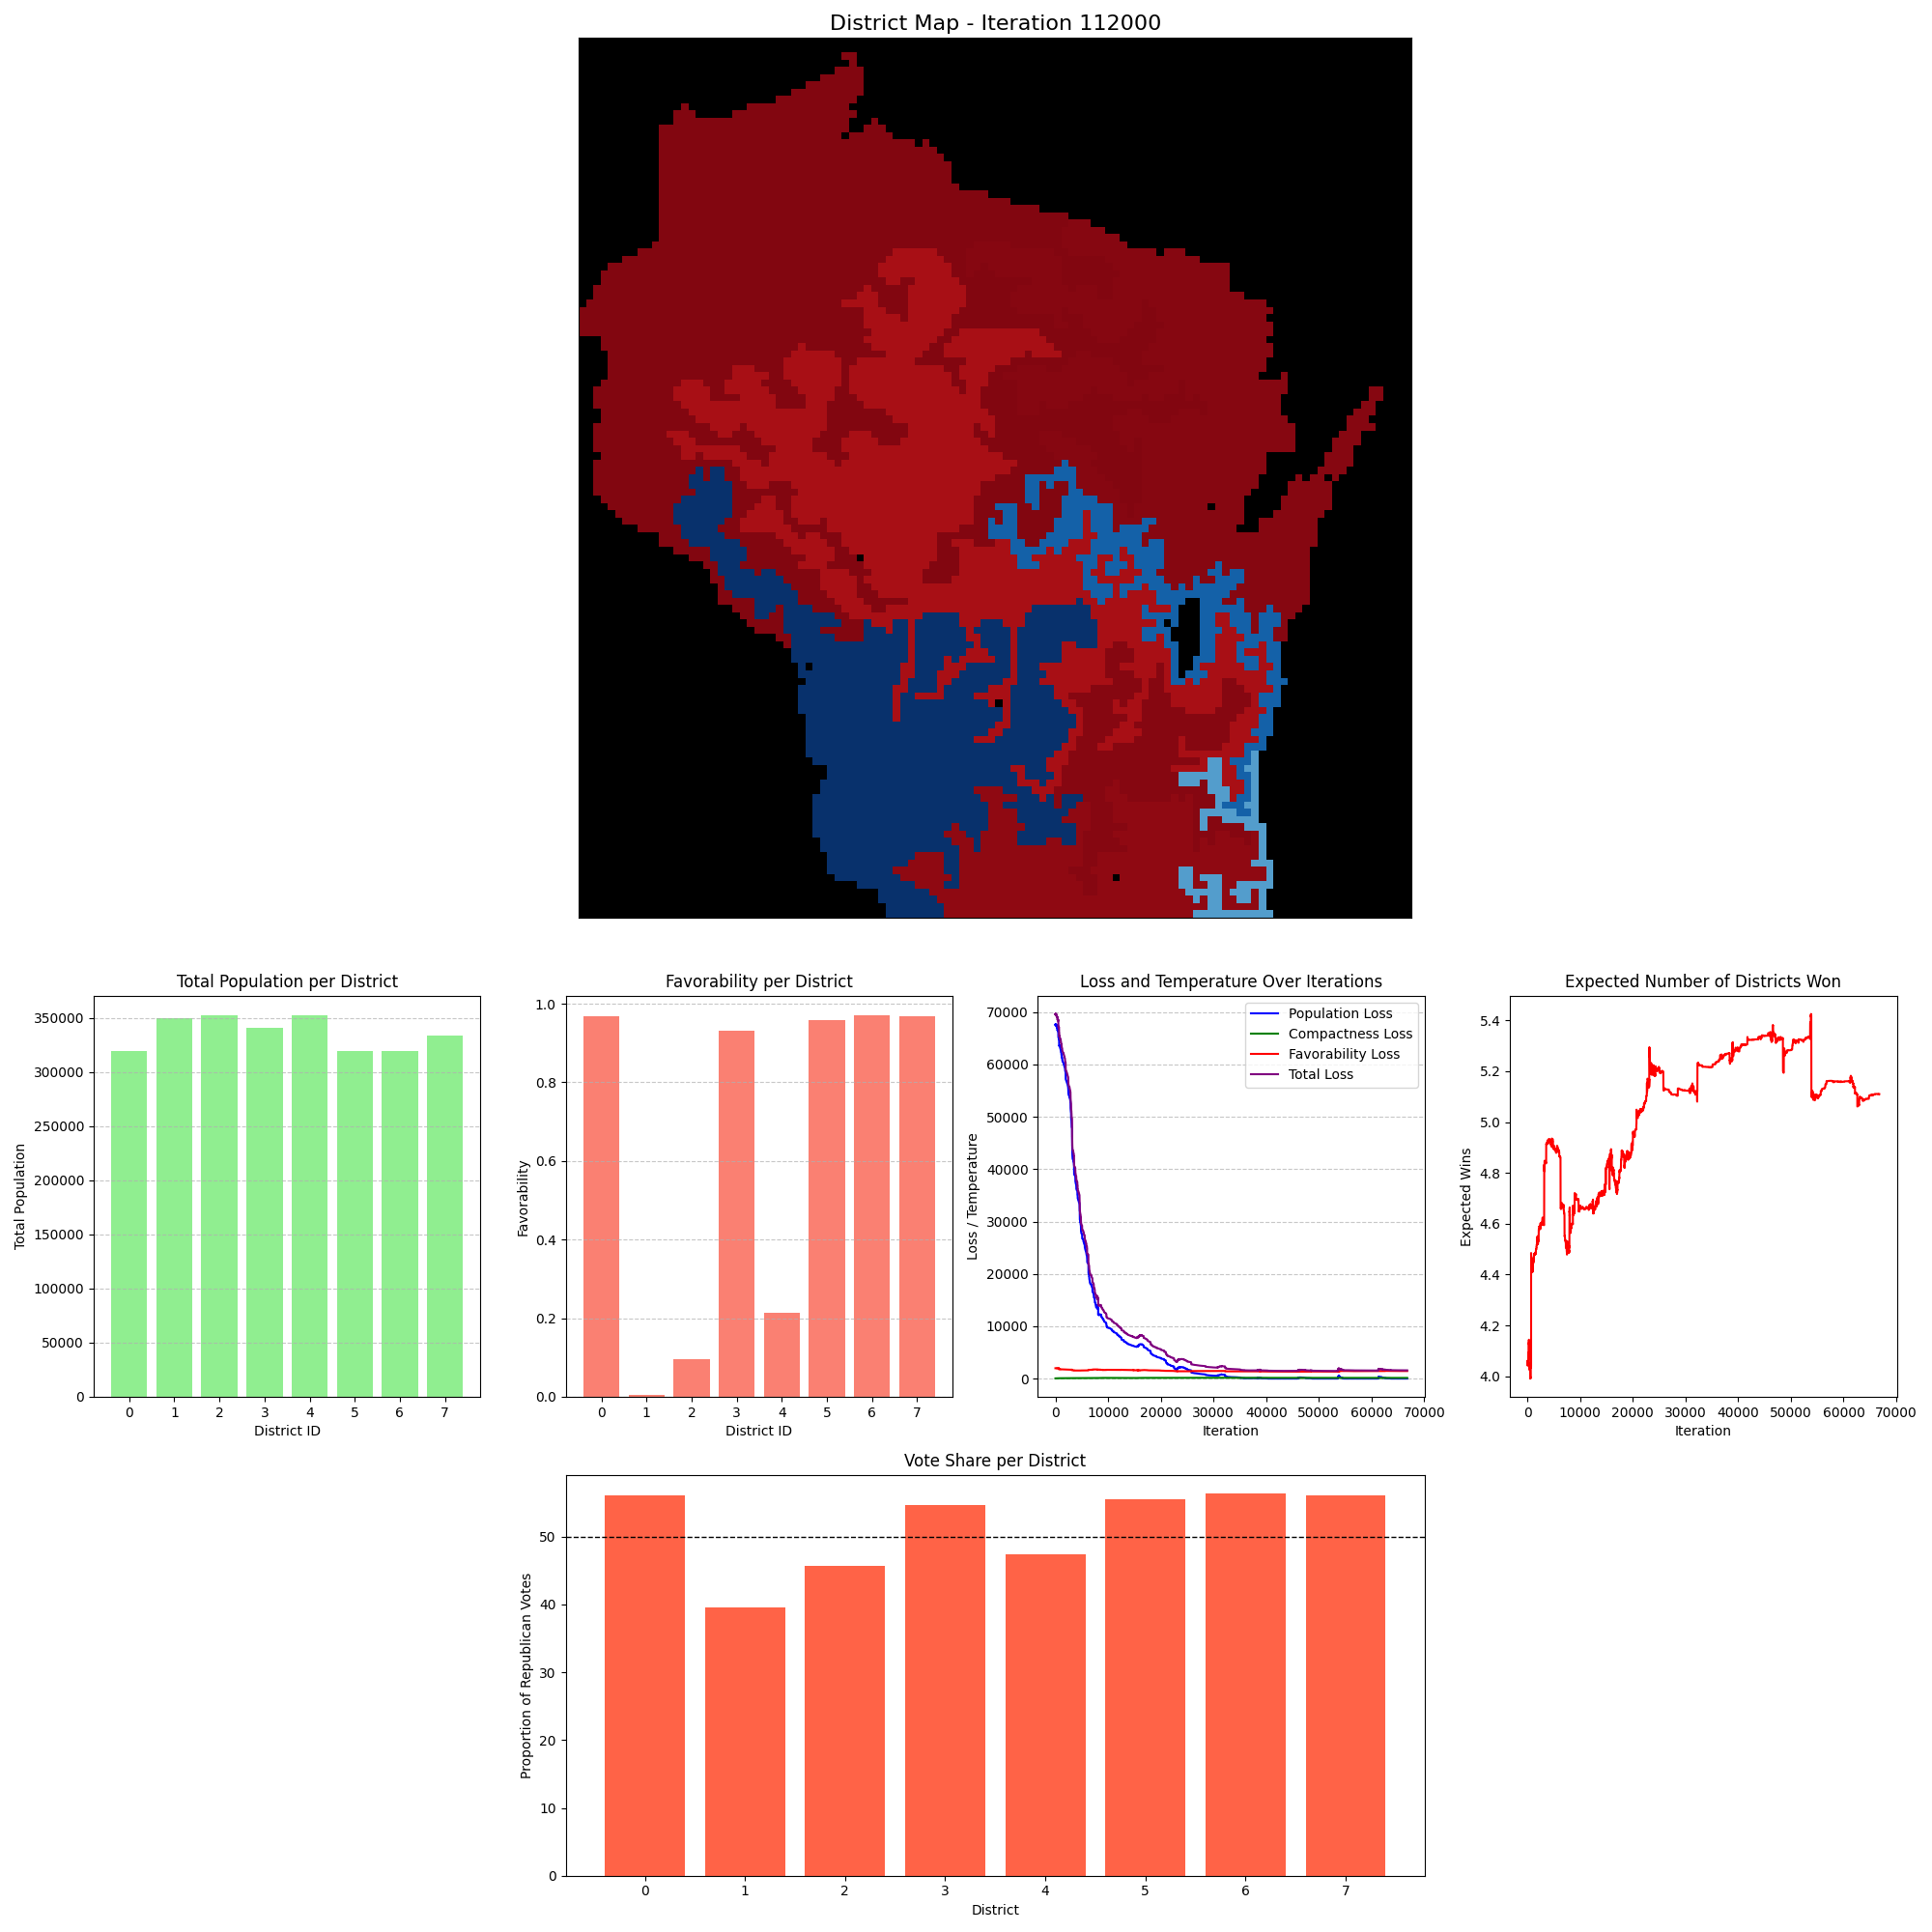 District Map - Iteration 112000
Total Population per District
Total Population
350000
300000
250000
200000
150000
100000
50000
0
0 1 2 3 4 5 6 7
District ID
Favorability per District
Favorability
1.0
0.8
0.6
0.4
0.2
0.0
0 1 2 3 4 5 6 7
District ID
Loss and Temperature Over Iterations
Loss / Temperature
70000
60000
50000
40000
30000
20000
10000
0
Population Loss
Compactness Loss
Favorability Loss
Total Loss
0 10000 20000 30000 40000 50000 60000 70000
Iteration
Expected Number of Districts Won
Expected Wins
5.4
5.2
5.0
4.8
4.6
4.4
4.2
4.0
0 10000 20000 30000 40000 50000 60000 70000
Iteration
Vote Share per District
Proportion of Republican Votes
50
40
30
20
10
0
0 1 2 3 4 5 6 7
District